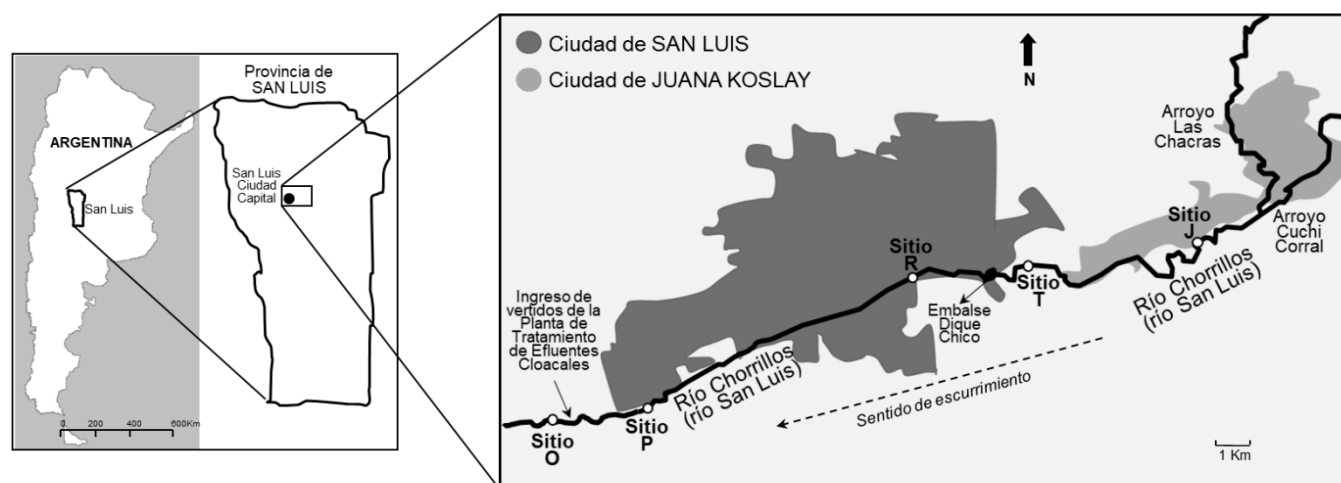 Provincia de
SAN LUIS
ARGENTINA
San Luis
San Luis
Ciudad
Capital
0 200 400 600Km
Ciudad de SAN LUIS
Ciudad de JUANA KOSLAY
N
Arroyo
Las
Chacras
Sitio
J
Arroyo
Cuchi
Corral
Río Chorrillos
(río San Luis)
Sitio
R
Sitio
T
Embalse
Dique
Chico
Ingreso de
vertidos de la
Planta de
Tratamiento
de Efluentes
Cloacales
Río Chorrillos
(río San Luis)
Sentido de escurrimiento
Sitio
P
Sitio
O
1 Km